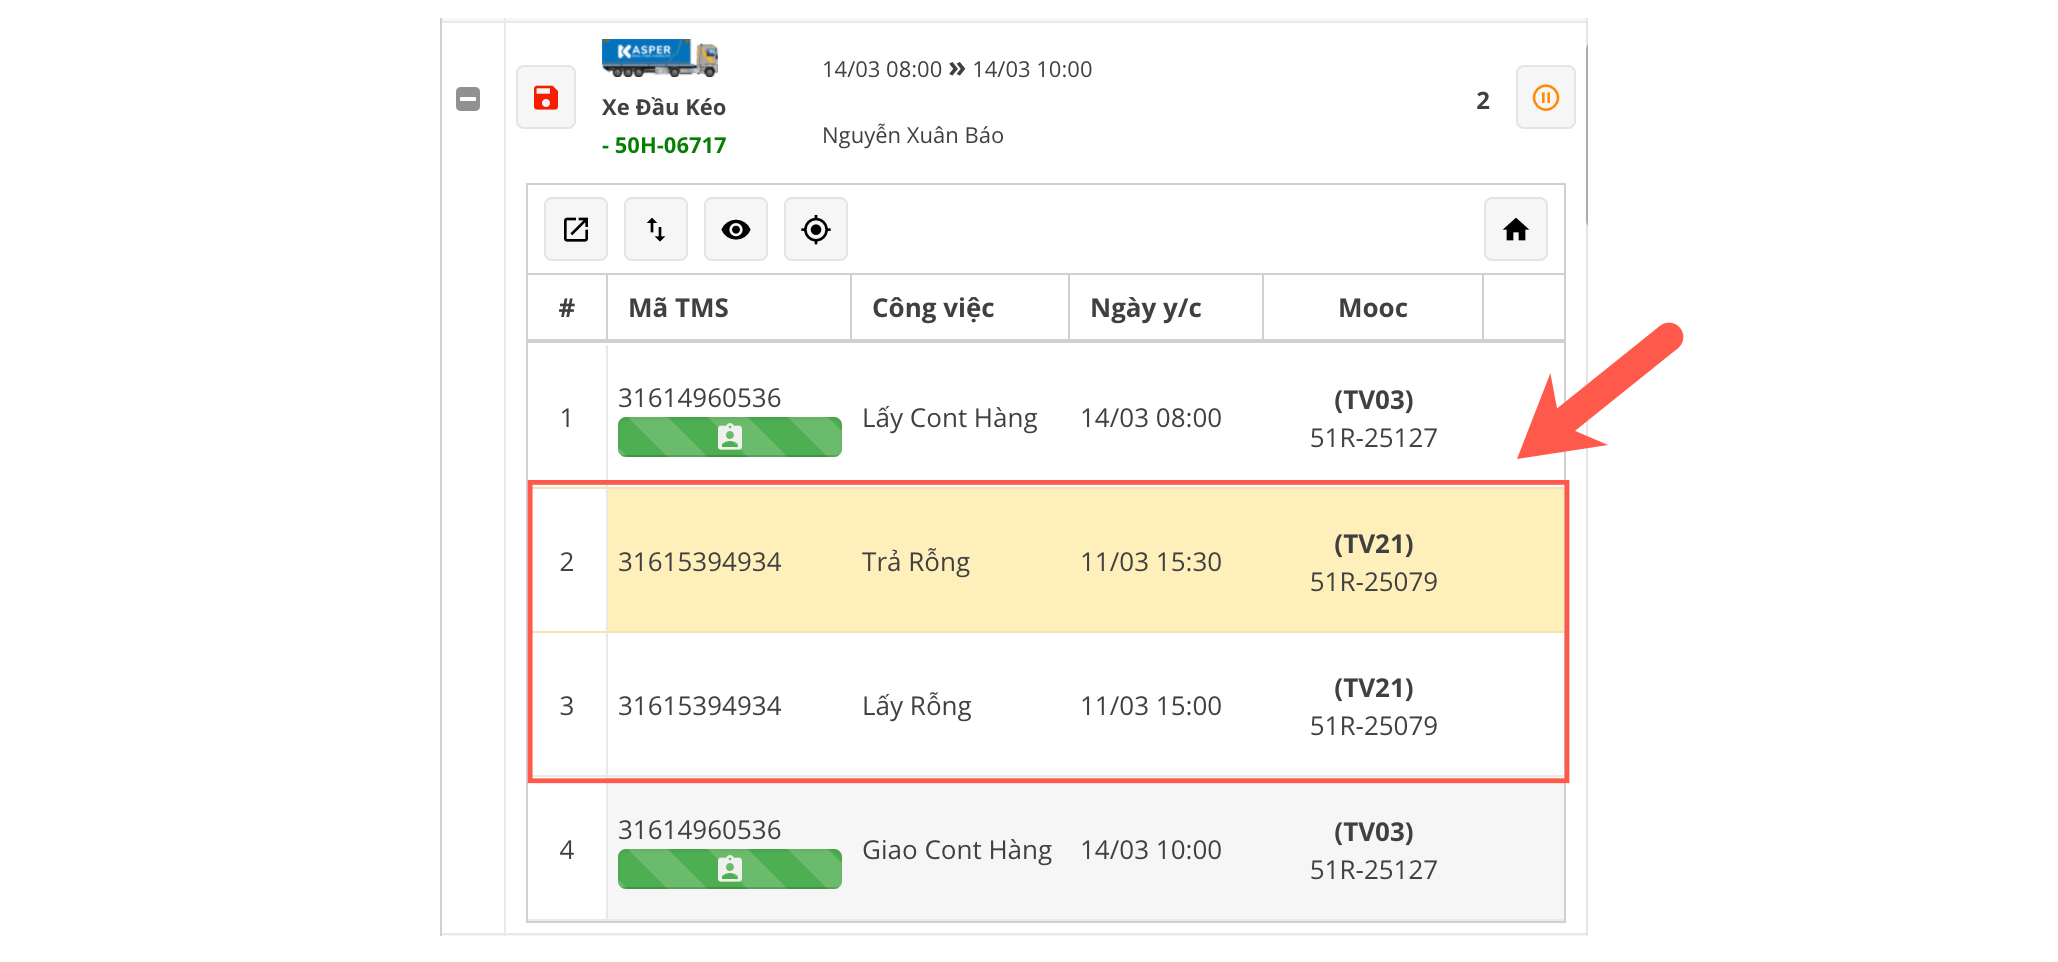 KASPER
14/03 08:00 » 14/03 10:00
Xe Đầu Kéo
2
Nguyễn Xuân Báo
- 50H-06717
# Mã TMS Công việc Ngày y/c Mooc
31614960536
1 Lấy Cont Hàng 14/03 08:00 (TV03)
51R-25127
2 31615394934 Trả Rỗng 11/03 15:30 (TV21)
51R-25079
3 31615394934 Lấy Rỗng 11/03 15:00 (TV21)
51R-25079
31614960536
4 Giao Cont Hàng 14/03 10:00 (TV03)
51R-25127